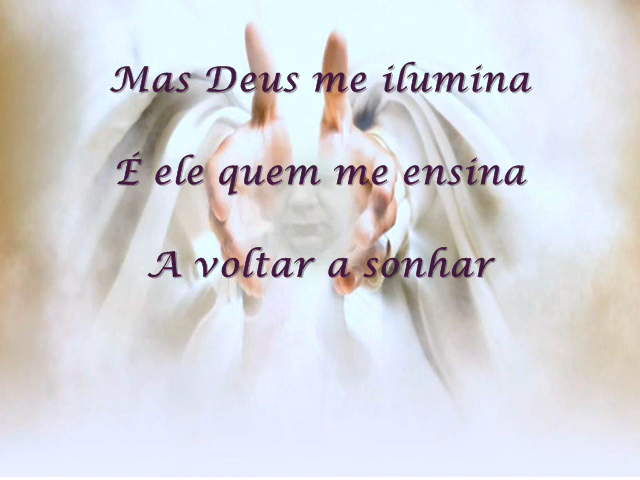 Mas Deus me ilumina
É ele quem me ensina
A voltar a sonhar